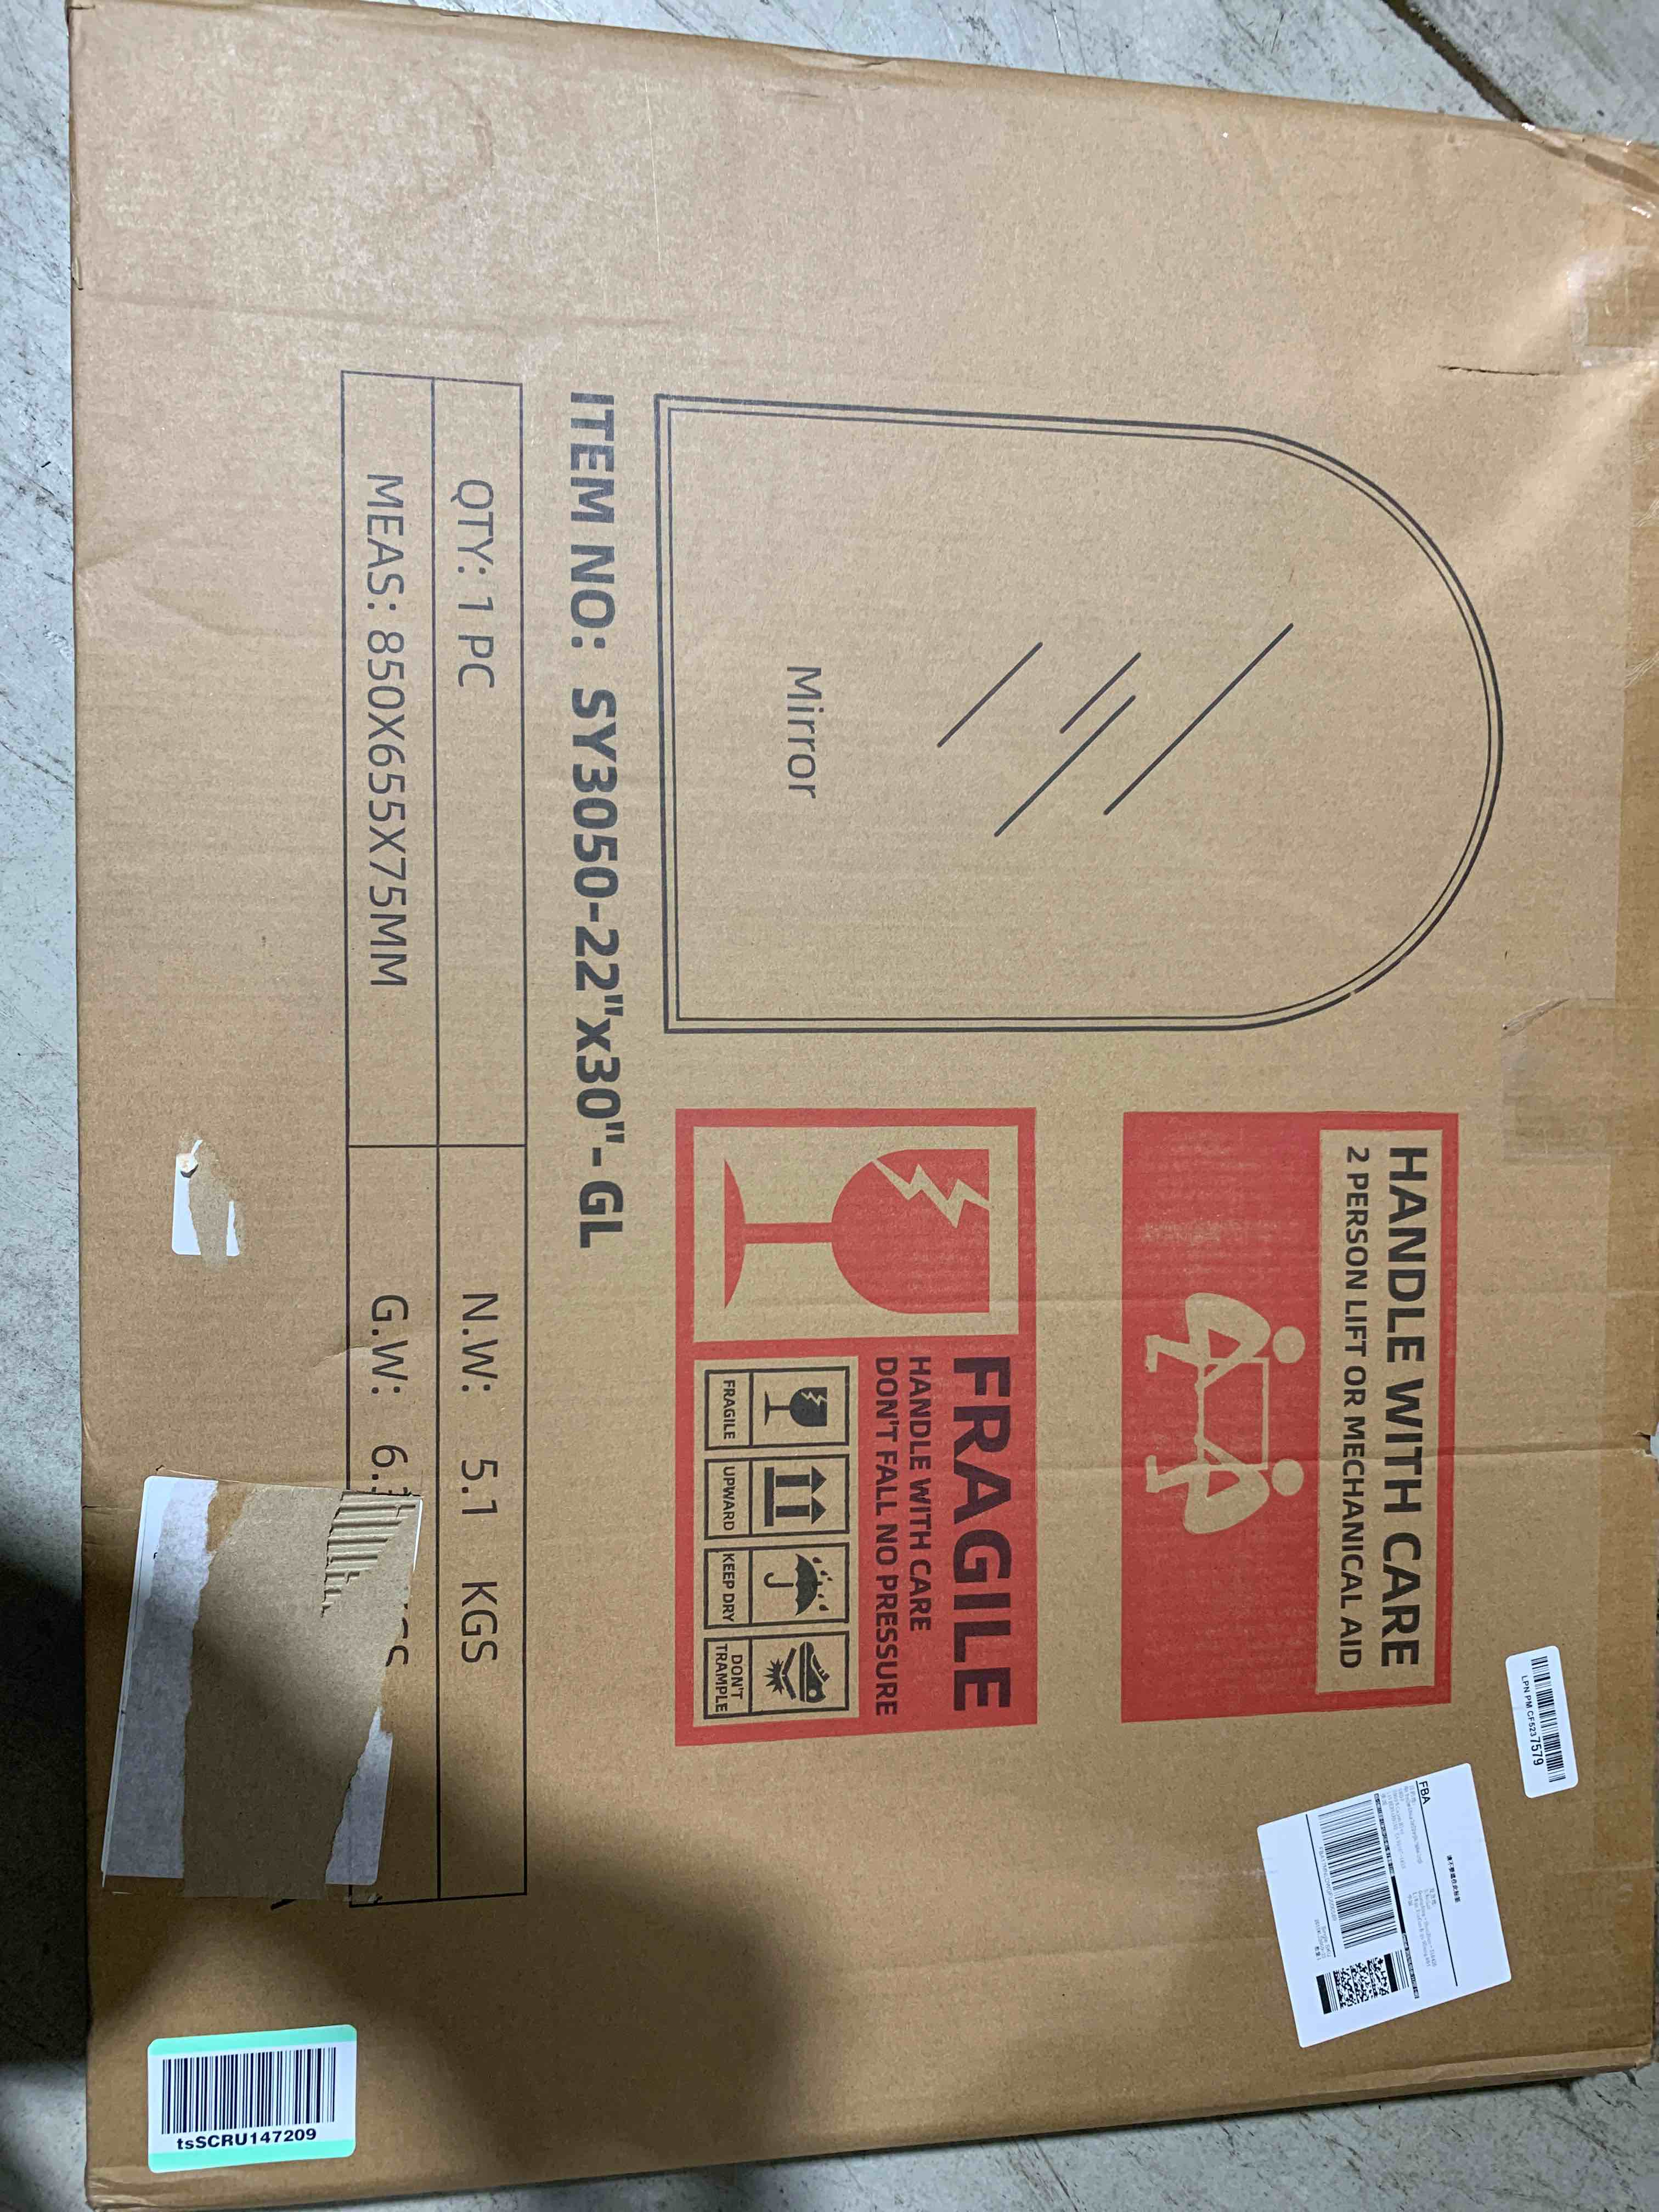 Mirror
ITEM NO: SY3050-22"x30"- GL
QTY: 1 PC
N.W: 5.1 KGS
MEAS: 850X655X75MM
G.W: 6.
HANDLE WITH CARE
2 PERSON LIFT OR MECHANICAL AID
FRAGILE
HANDLE WITH CARE
DON'T FALL NO PRESSURE
FRAGILE
UPWARD
KEEP DRY
DON'T
TRAMPLE
LPN PM CF5237579
FBA
tsSCRU147209